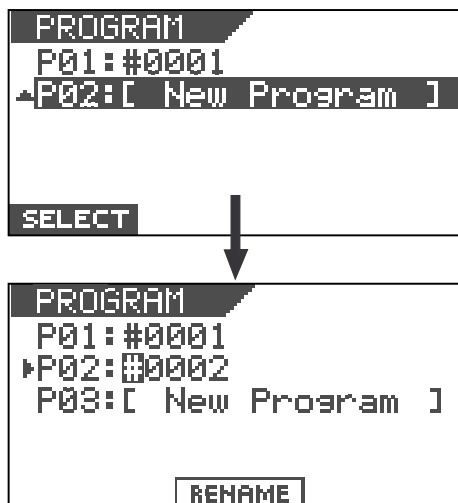 PROGRAM
P01:#0001
P02:[ New Program ]
SELECT
PROGRAM
P01:#0001
P02:#0002
P03:[ New Program ]
RENAME